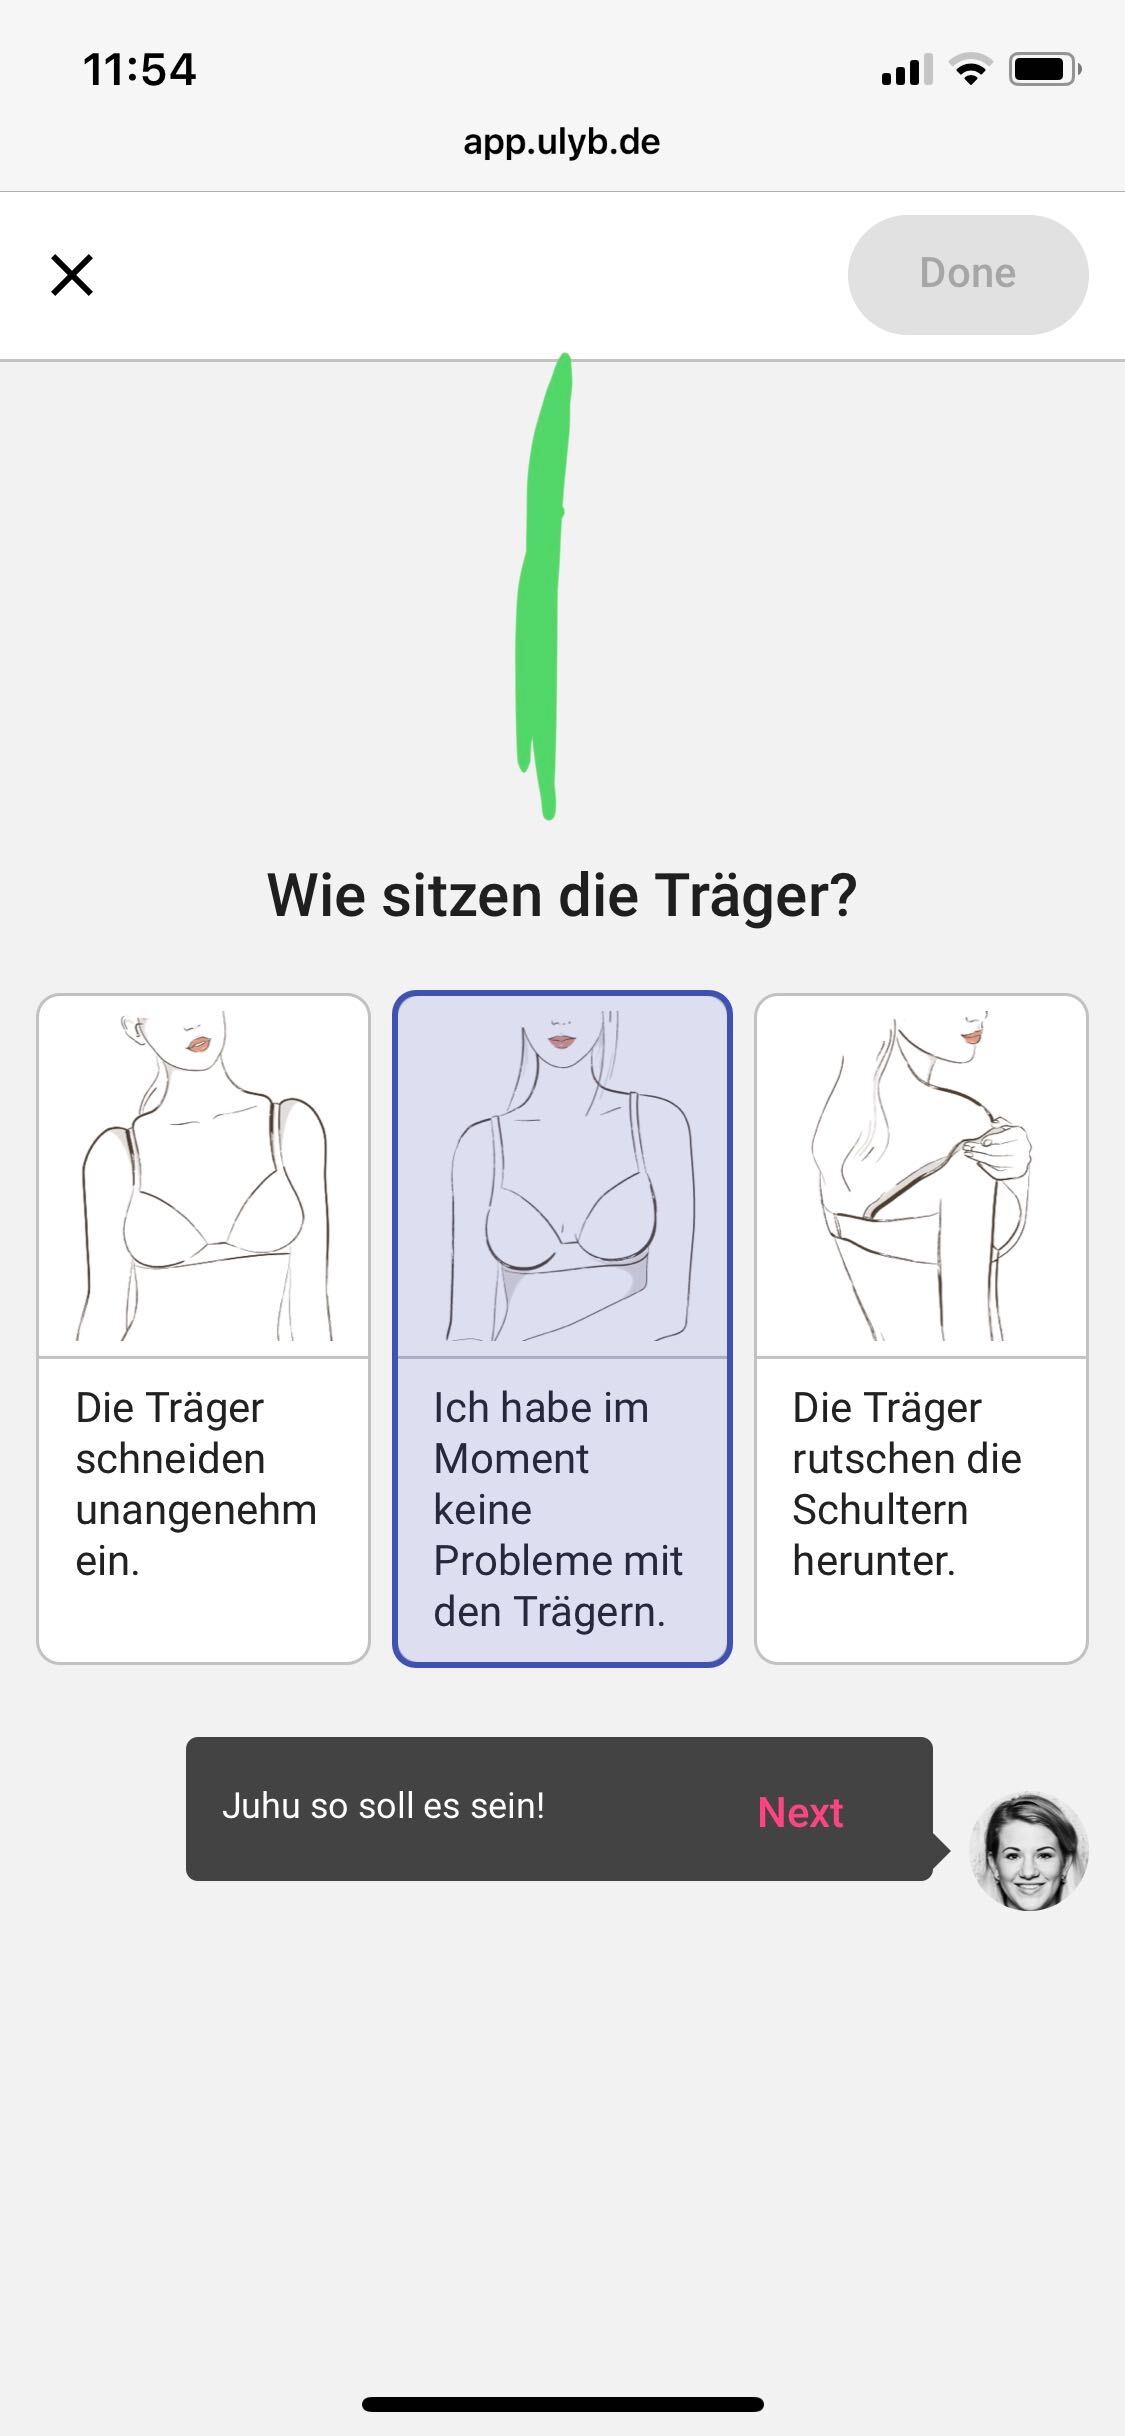 11:54
app.ulyb.de
Done
Wie sitzen die Träger?
Die Träger
schneiden
unangenehm
ein.
Ich habe im
Moment
keine
Probleme mit
den Trägern.
Die Träger
rutschen die
Schultern
herunter.
Juhu so soll es sein!
Next